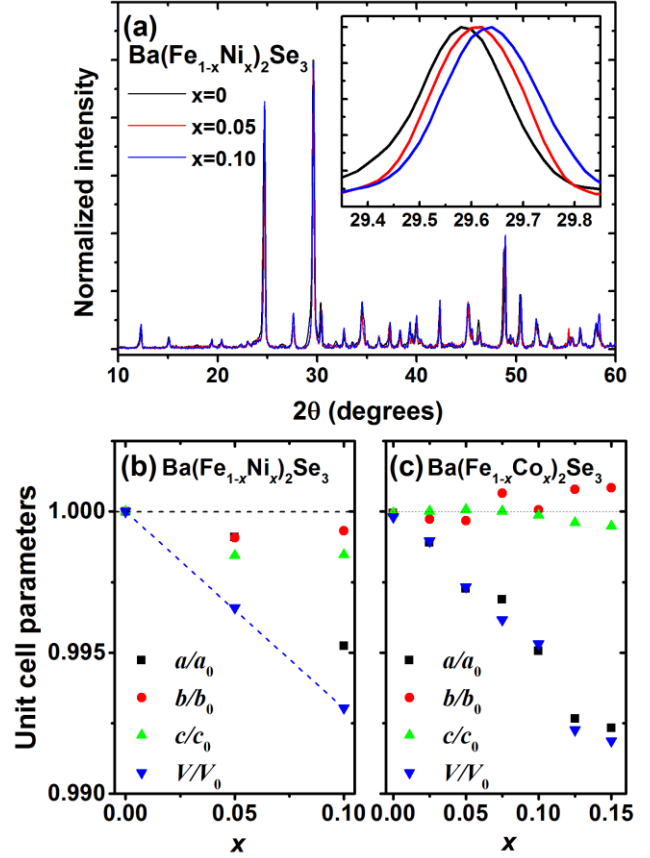 (a)
Ba(Fe₁₋ₓNiₓ)₂Se₃
x=0
x=0.05
x=0.10
29.4 29.5 29.6 29.7 29.8
Normalized intensity
10 20 30 40 50 60
2θ (degrees)
(b) Ba(Fe₁₋ₓNiₓ)₂Se₃
(c) Ba(Fe₁₋ₓCoₓ)₂Se₃
Unit cell parameters
1.000
0.995
0.990
a/a₀
b/b₀
c/c₀
V/V₀
a/a₀
b/b₀
c/c₀
V/V₀
0.00 0.05 0.10
0.00 0.05 0.10 0.15
x
x